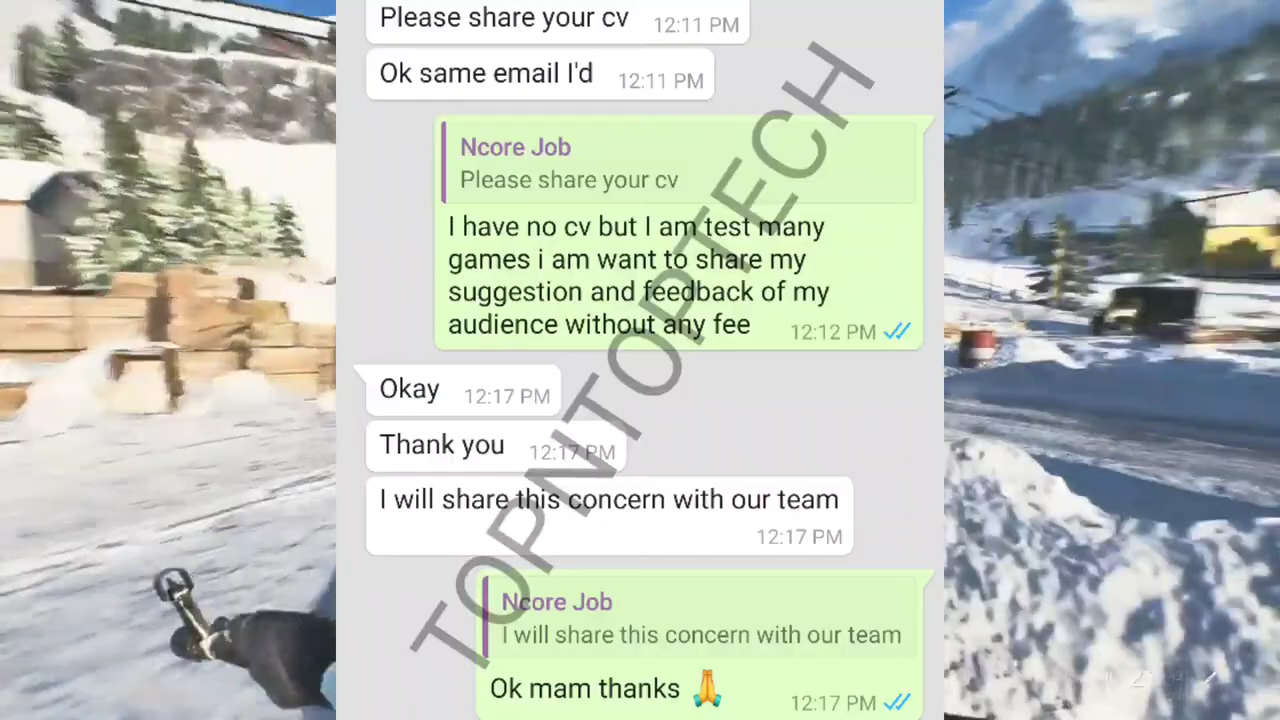 Please share your cv 12:11 PM
Ok same email I'd 12:11 PM
Ncore Job
Please share your cv
I have no cv but I am test many
games i am want to share my
suggestion and feedback of my
audience without any fee 12:12 PM
Okay 12:17 PM
Thank you 12:17 PM
I will share this concern with our team
12:17 PM
Ncore Job
I will share this concern with our team
Ok mam thanks 🙏 12:17 PM
TOPNTOPTECH